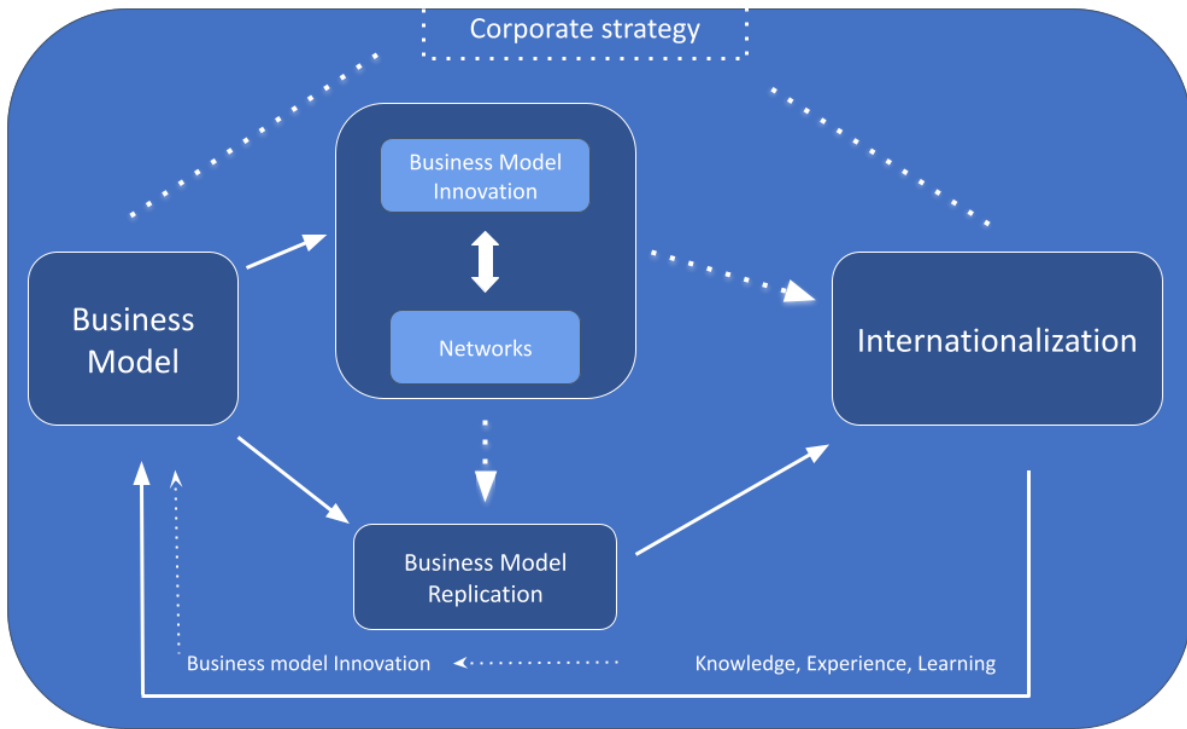 Corporate strategy
Business Model
Innovation
Networks
Business
Model
Internationalization
Business Model
Replication
Business model Innovation
Knowledge, Experience, Learning